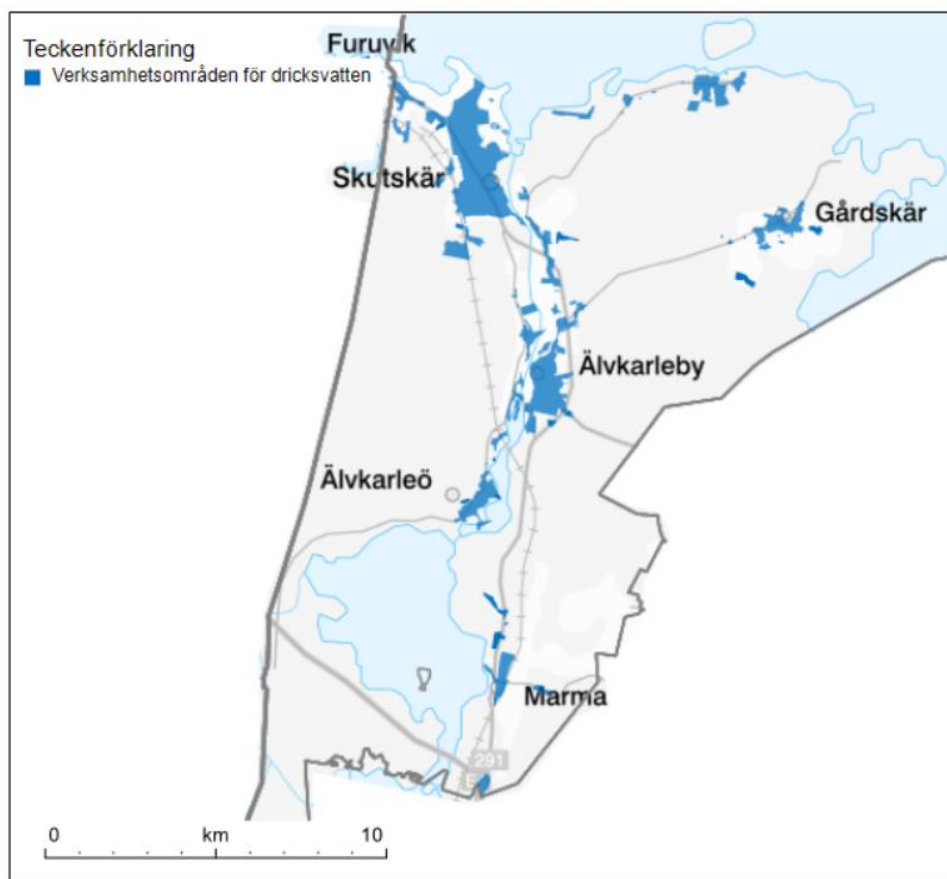 Teckenförklaring
Verksamhetsområden för dricksvatten
Furuvik
Skutskär
Gårdskär
Älvkarleby
Älvkarleö
Marma
291
E
0 km 10